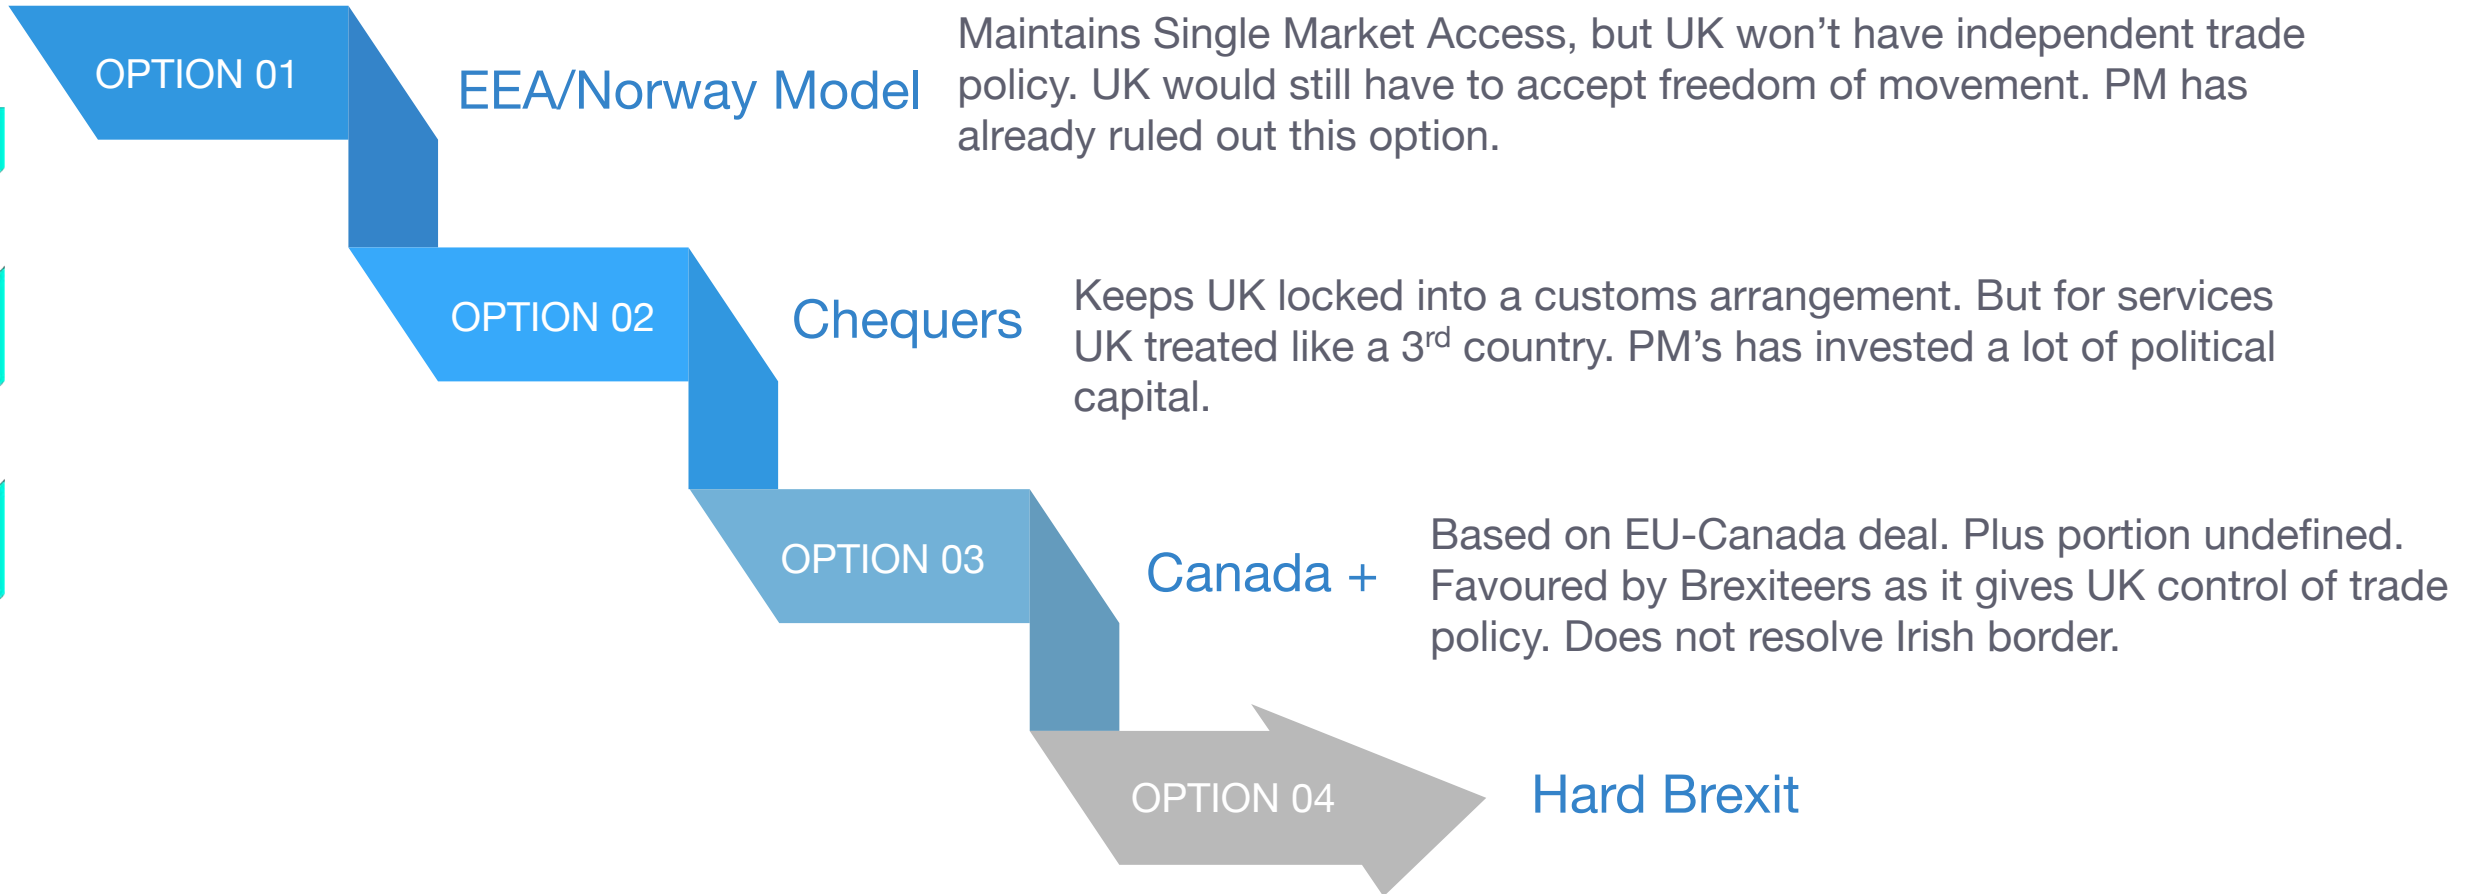 OPTION 01
EEA/Norway Model
Maintains Single Market Access, but UK won’t have independent trade
policy. UK would still have to accept freedom of movement. PM has
already ruled out this option.
OPTION 02
Chequers
Keeps UK locked into a customs arrangement. But for services
UK treated like a 3rd country. PM’s has invested a lot of political
capital.
OPTION 03
Canada +
Based on EU-Canada deal. Plus portion undefined.
Favoured by Brexiteers as it gives UK control of trade
policy. Does not resolve Irish border.
OPTION 04
Hard Brexit